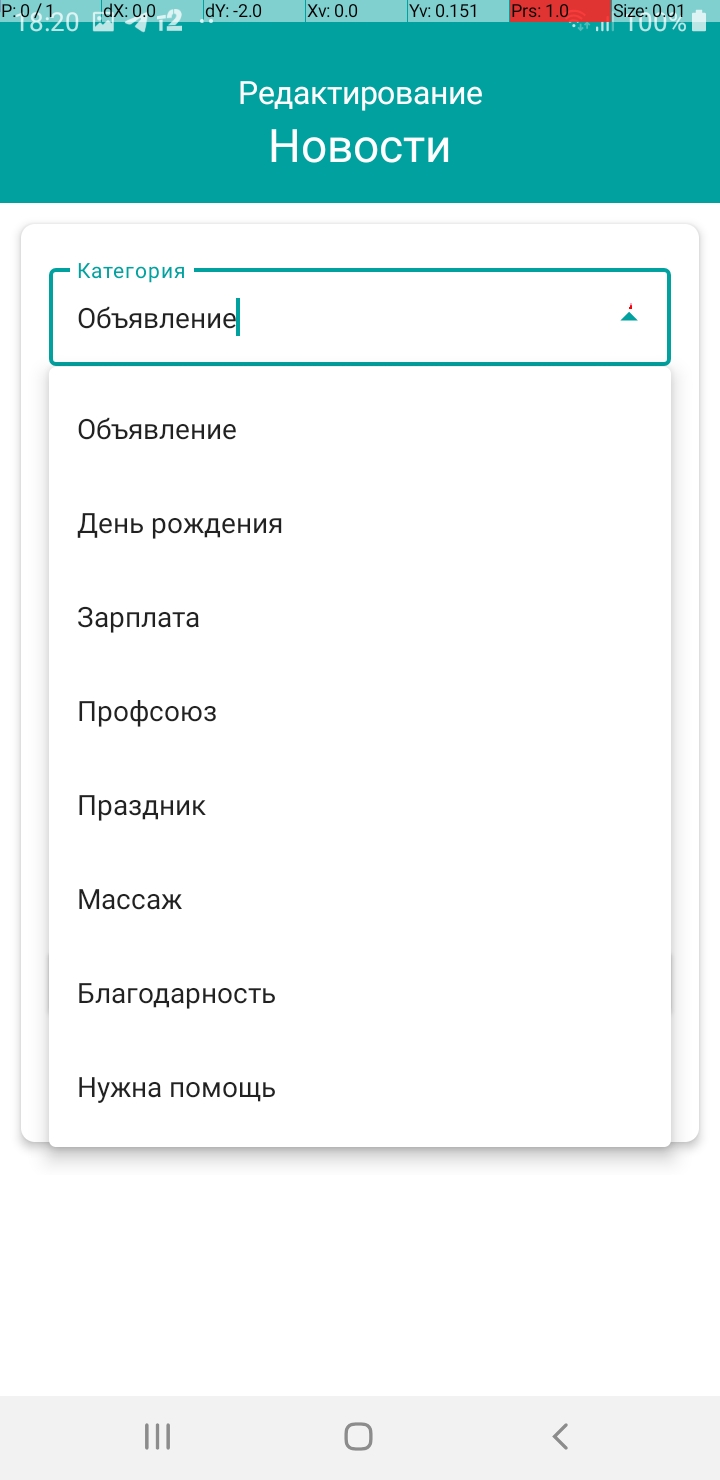 P: 0 / 1 dX: 0.0 dY: -2.0 Xv: 0.0 Yv: 0.151 Prs: 1.0 Size: 0.01
18:20 т2 100%
Редактирование
Новости
Категория
Объявление
Объявление
День рождения
Зарплата
Профсоюз
Праздник
Массаж
Благодарность
Нужна помощь